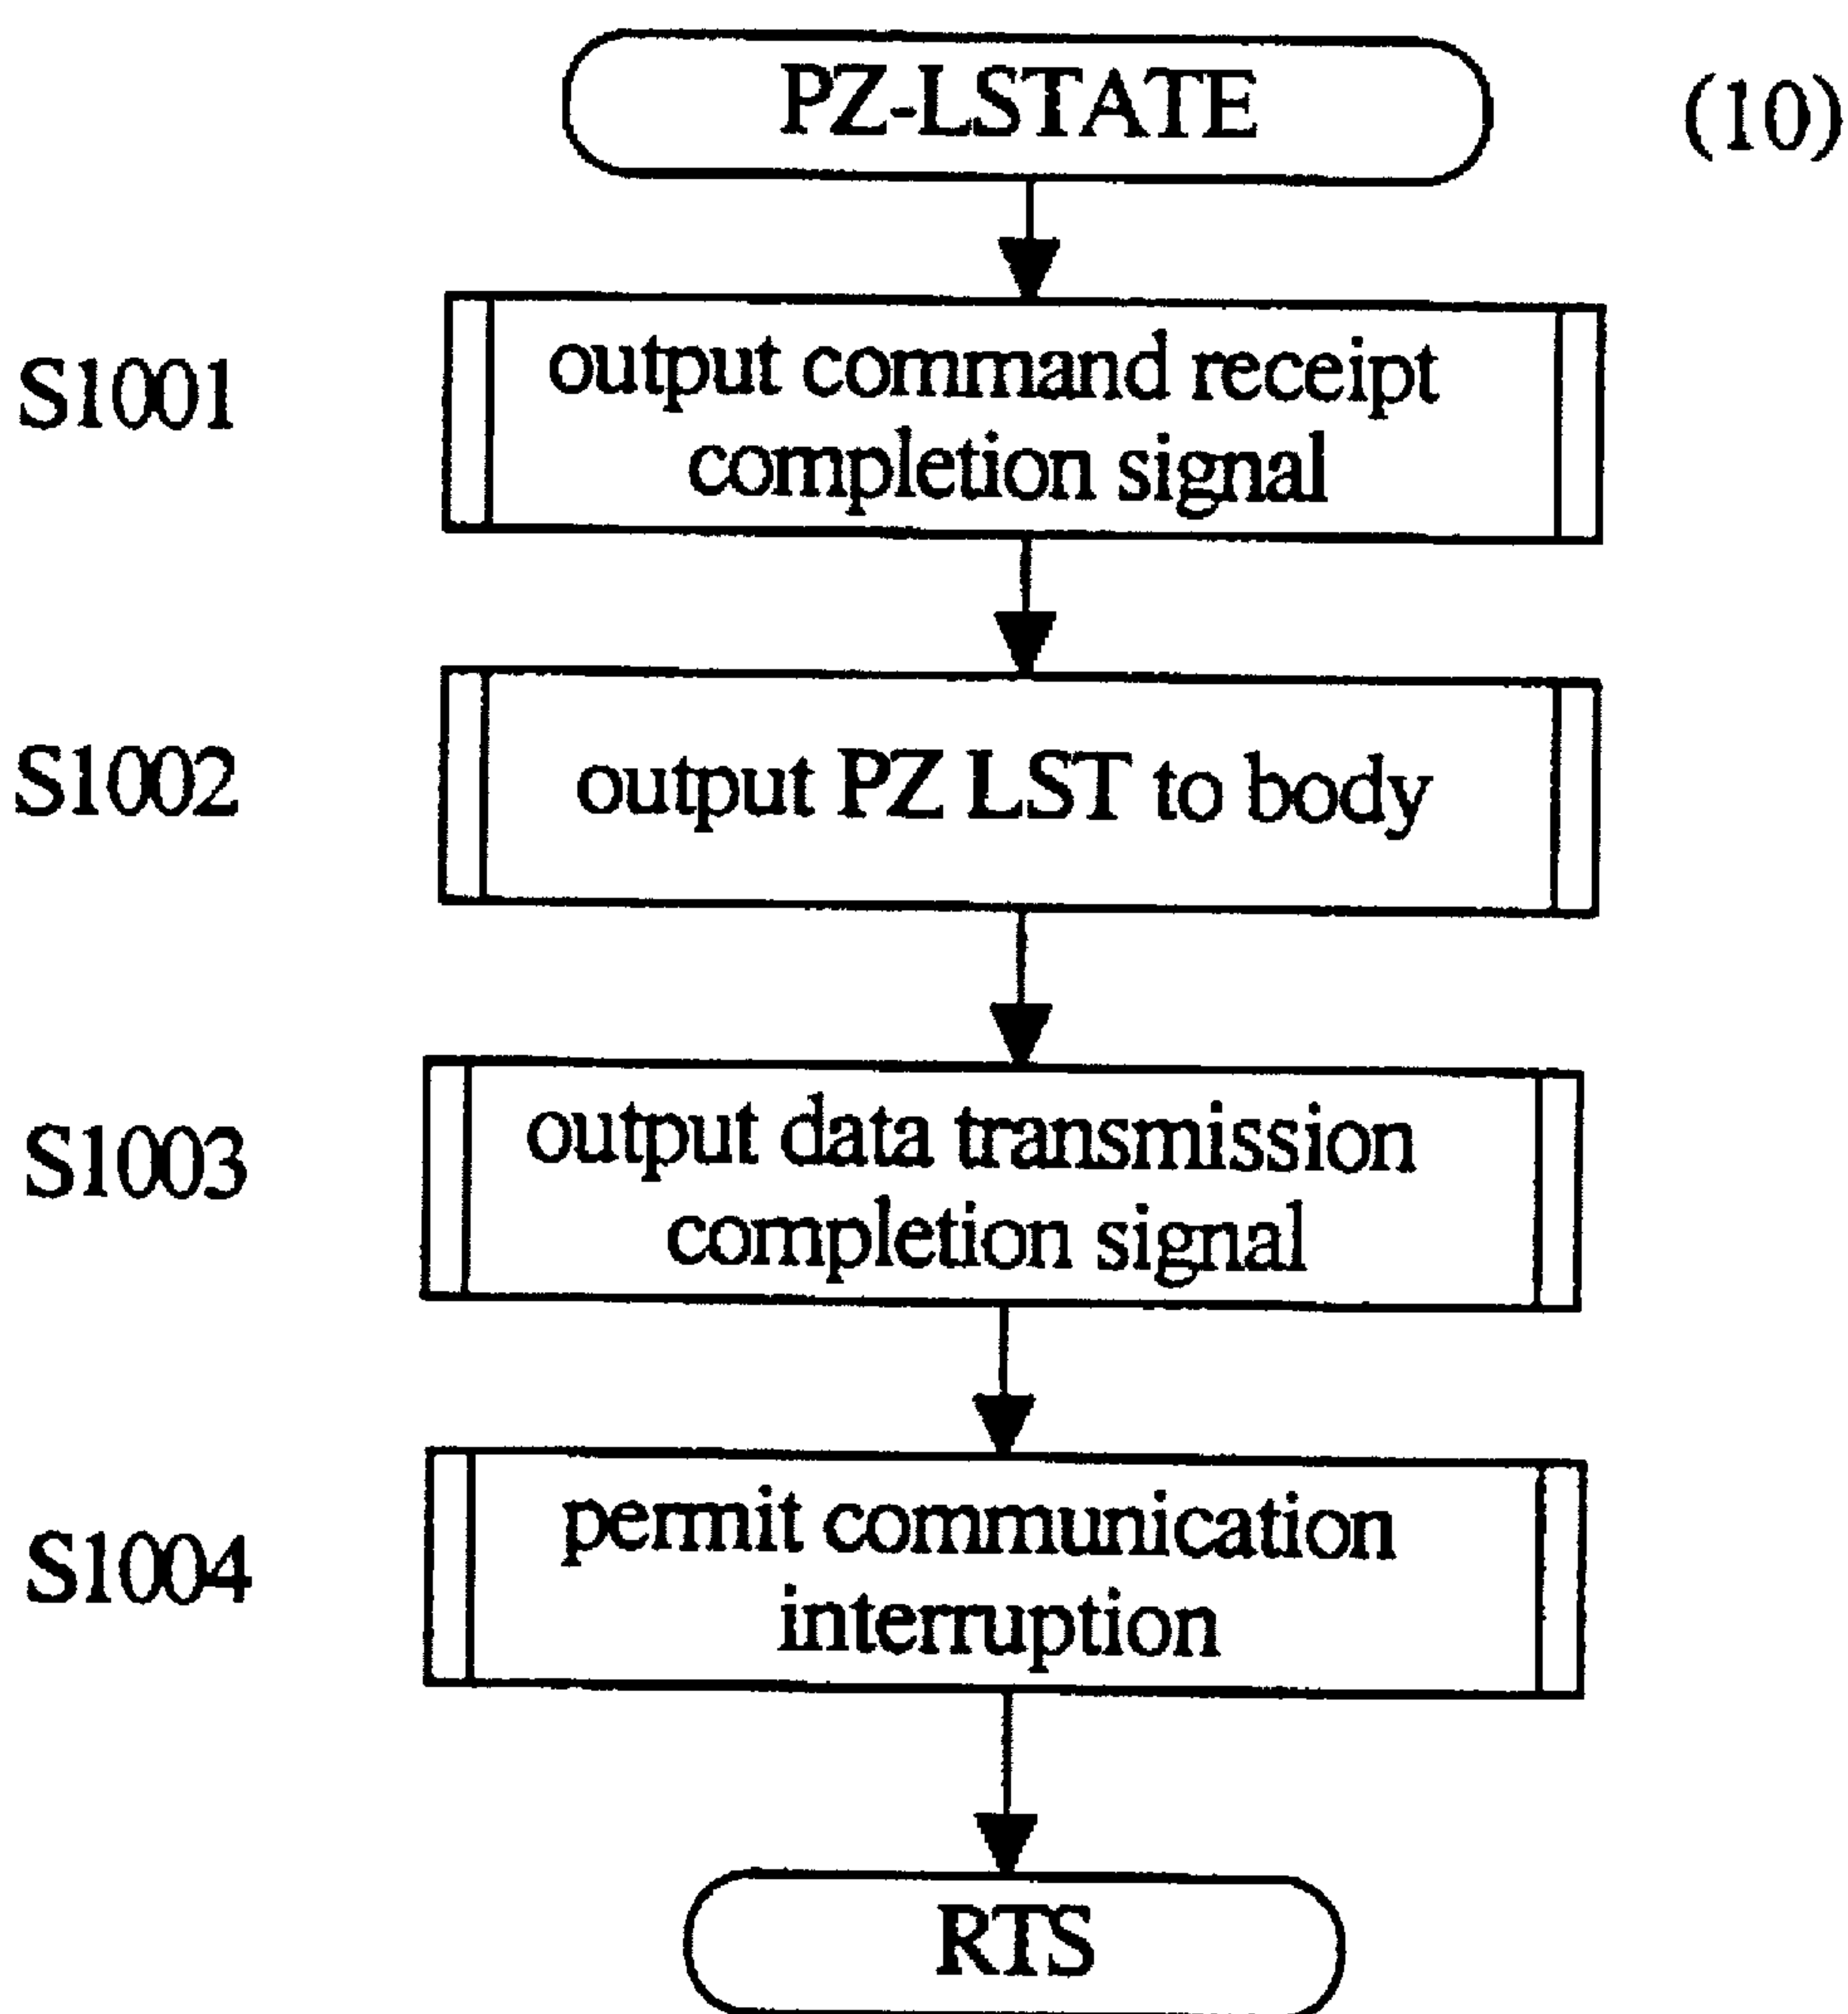 PZ-LSTATE
(10)
S1001
output command receipt
completion signal
S1002
output PZ LST to body
S1003
output data transmission
completion signal
S1004
permit communication
interruption
RTS